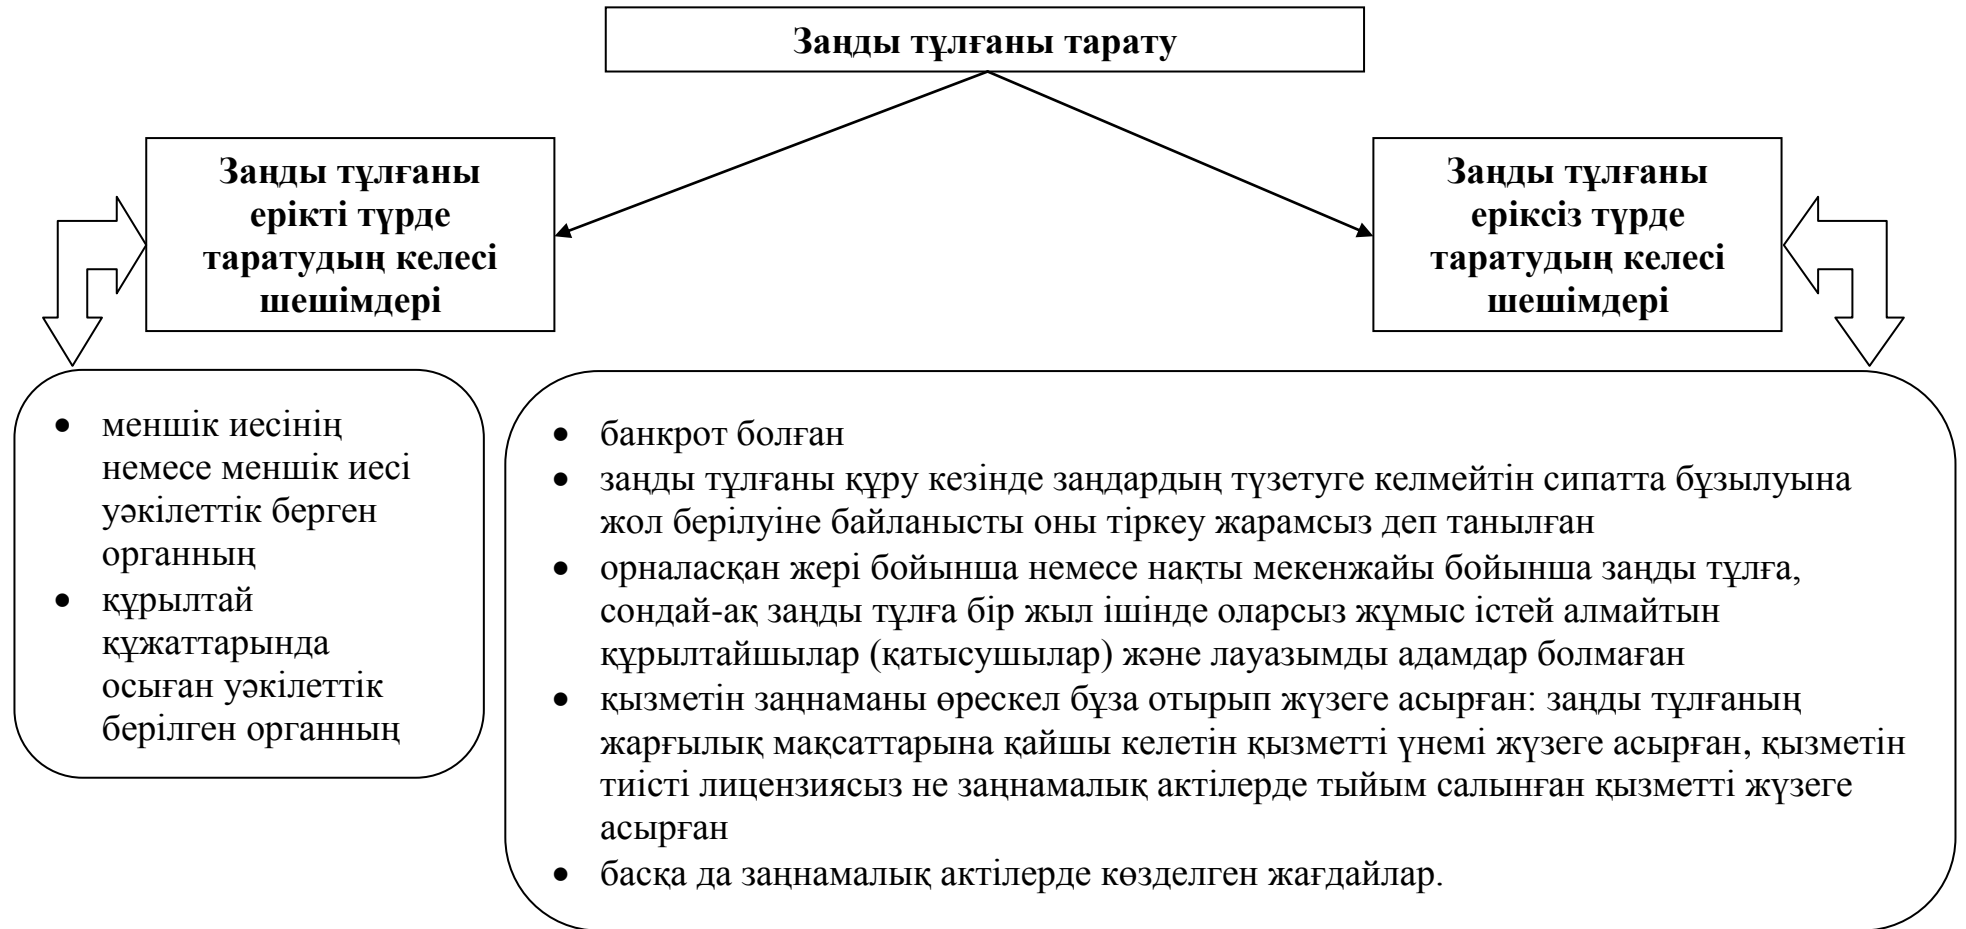 Заңды тұлғаны тарату
Заңды тұлғаны
ерікті түрде
таратудың келесі
шешімдері
Заңды тұлғаны
еріксіз түрде
таратудың келесі
шешімдері
• меншік иесінің
немесе меншік иесі
уәкілеттік берген
органның
• құрылтай
құжаттарында
осыған уәкілеттік
берілген органның
• банкрот болған
• заңды тұлғаны құру кезінде заңдардың түзетуге келмейтін сипатта бұзылуына
жол берілуіне байланысты оны тіркеу жарамсыз деп танылған
• орналасқан жері бойынша немесе нақты мекенжайы бойынша заңды тұлға,
сондай-ақ заңды тұлға бір жыл ішінде оларсыз жұмыс істей алмайтын
құрылтайшылар (қатысушылар) және лауазымды адамдар болмаған
• қызметін заңнаманы өрескел бұза отырып жүзеге асырған: заңды тұлғаның
жарғылық мақсаттарына қайшы келетін қызметті үнемі жүзеге асырған, қызметін
тиісті лицензиясыз не заңнамалық актілерде тыйым салынған қызметті жүзеге
асырған
• басқа да заңнамалық актілерде көзделген жағдайлар.